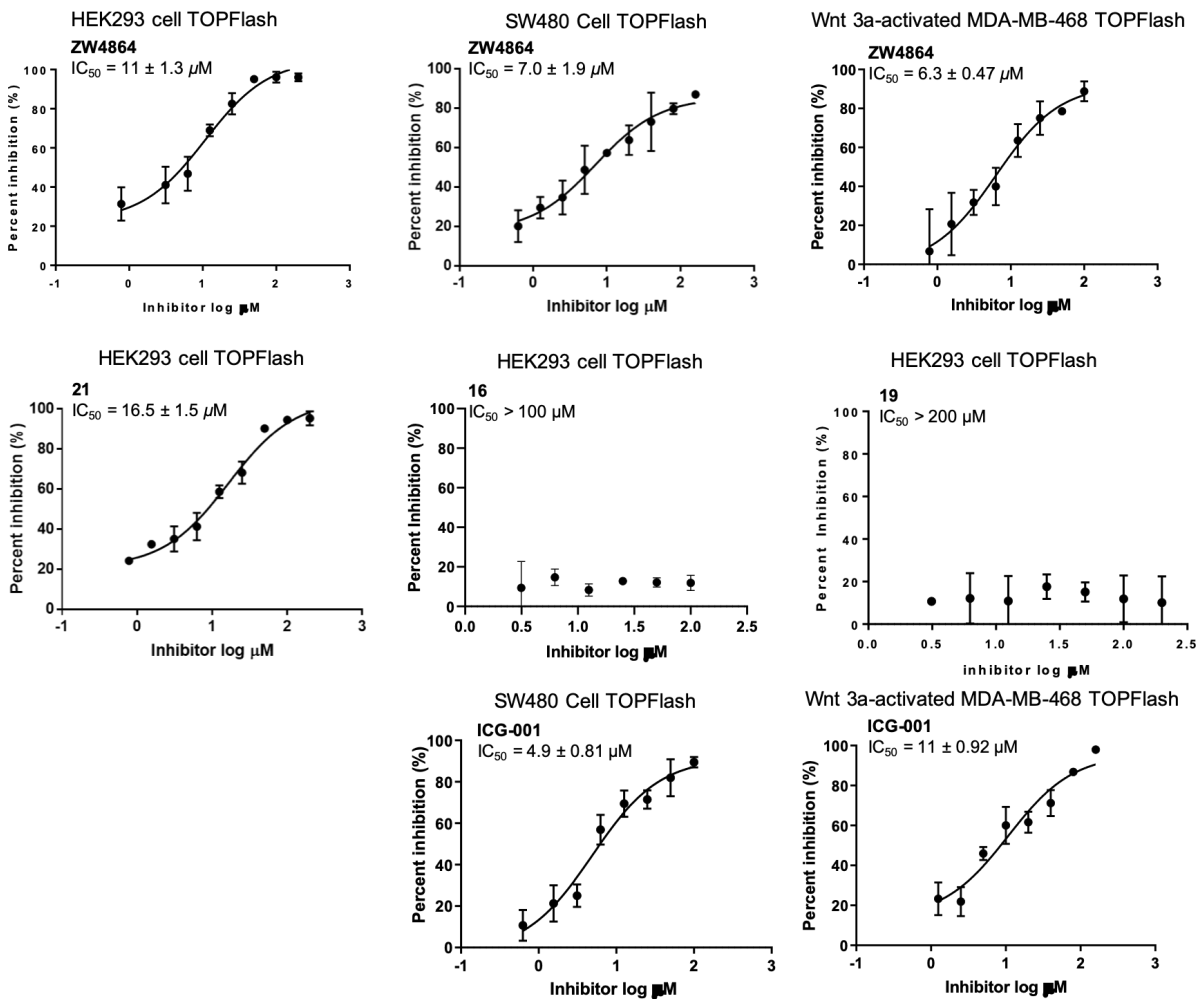 HEK293 cell TOPFlash
ZW4864
IC50 = 11 ± 1.3 µM
Percent inhibition (%)
100
80
60
40
20
0
-1 0 1 2 3
Inhibitor log µM
SW480 Cell TOPFlash
ZW4864
IC50 = 7.0 ± 1.9 µM
Percent inhibition (%)
100
80
60
40
20
0
-1 0 1 2 3
Inhibitor log µM
Wnt 3a-activated MDA-MB-468 TOPFlash
ZW4864
IC50 = 6.3 ± 0.47 µM
Percent inhibition (%)
100
80
60
40
20
0
-1 0 1 2 3
Inhibitor log µM
HEK293 cell TOPFlash
21
IC50 = 16.5 ± 1.5 µM
Percent inhibition (%)
100
80
60
40
20
0
-1 0 1 2 3
Inhibitor log µM
HEK293 cell TOPFlash
16
IC50 > 100 µM
Percent Inhibition (%)
100
80
60
40
20
0
0.0 0.5 1.0 1.5 2.0 2.5
Inhibitor log µM
HEK293 cell TOPFlash
19
IC50 > 200 µM
Percent Inhibition (%)
100
80
60
40
20
0
0.0 0.5 1.0 1.5 2.0 2.5
inhibitor log µM
SW480 Cell TOPFlash
ICG-001
IC50 = 4.9 ± 0.81 µM
Percent inhibition (%)
100
80
60
40
20
0
-1 0 1 2 3
Inhibitor log µM
Wnt 3a-activated MDA-MB-468 TOPFlash
ICG-001
IC50 = 11 ± 0.92 µM
Percent inhibition (%)
100
80
60
40
20
0
-1 0 1 2 3
Inhibitor log µM